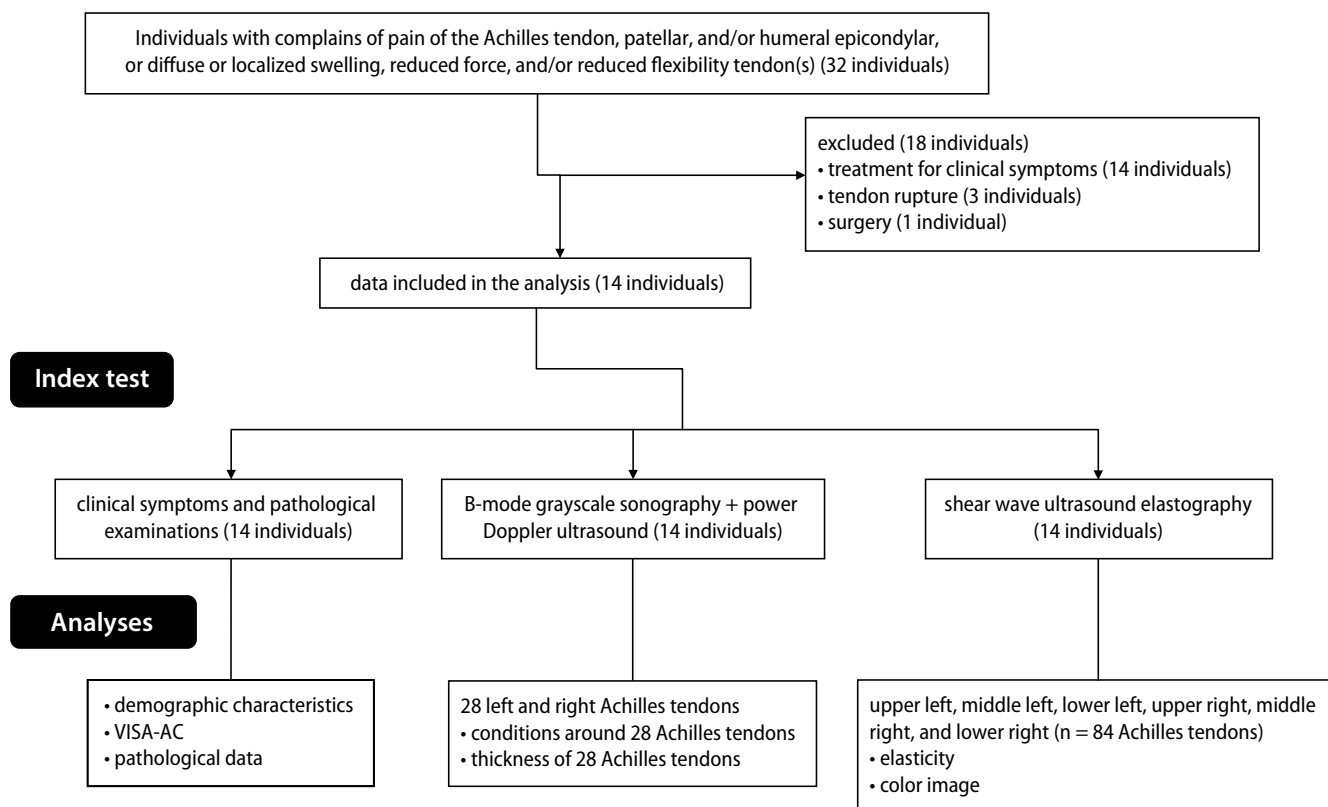 Individuals with complains of pain of the Achilles tendon, patellar, and/or humeral epicondylar,
or diffuse or localized swelling, reduced force, and/or reduced flexibility tendon(s) (32 individuals)
excluded (18 individuals)
• treatment for clinical symptoms (14 individuals)
• tendon rupture (3 individuals)
• surgery (1 individual)
data included in the analysis (14 individuals)
Index test
clinical symptoms and pathological
examinations (14 individuals)
B-mode grayscale sonography + power
Doppler ultrasound (14 individuals)
shear wave ultrasound elastography
(14 individuals)
Analyses
• demographic characteristics
• VISA-AC
• pathological data
28 left and right Achilles tendons
• conditions around 28 Achilles tendons
• thickness of 28 Achilles tendons
upper left, middle left, lower left, upper right, middle
right, and lower right (n = 84 Achilles tendons)
• elasticity
• color image